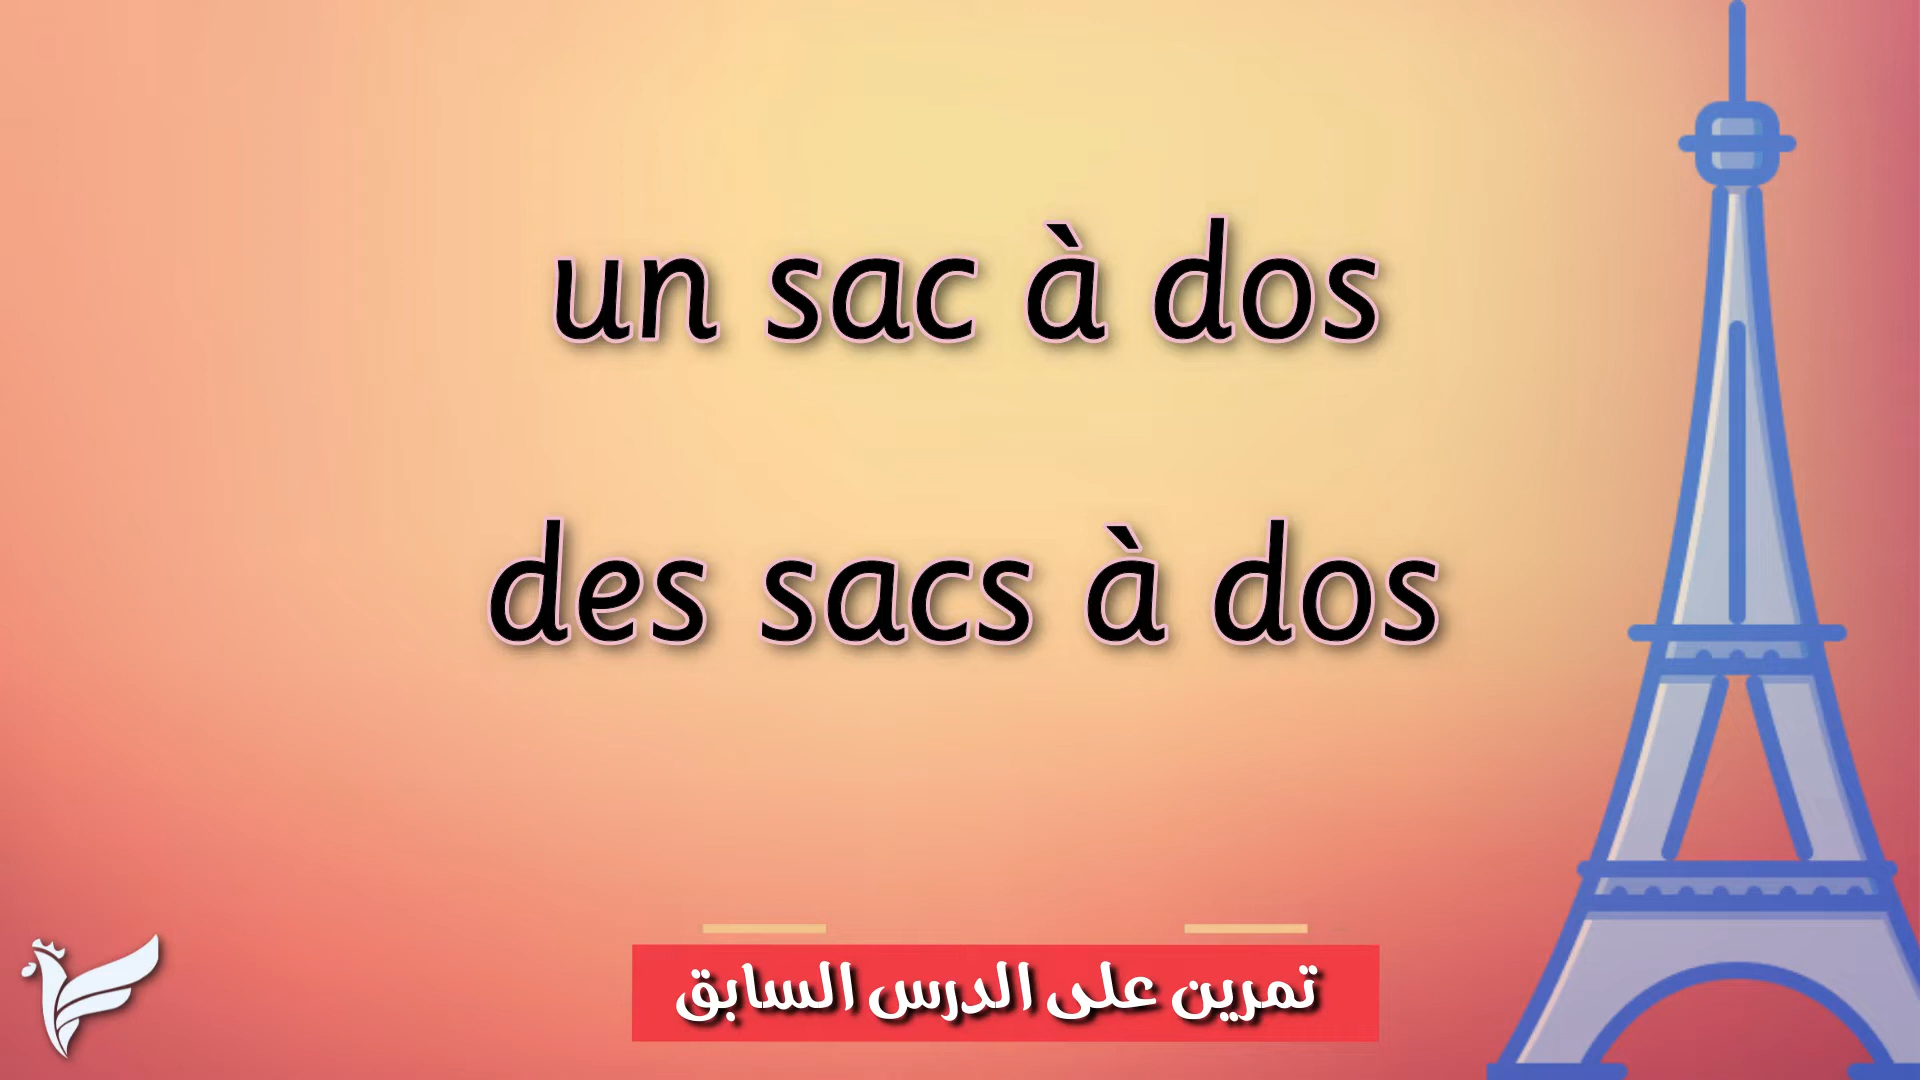 un sac à dos
des sacs à dos
تمرين على الدرس السابق